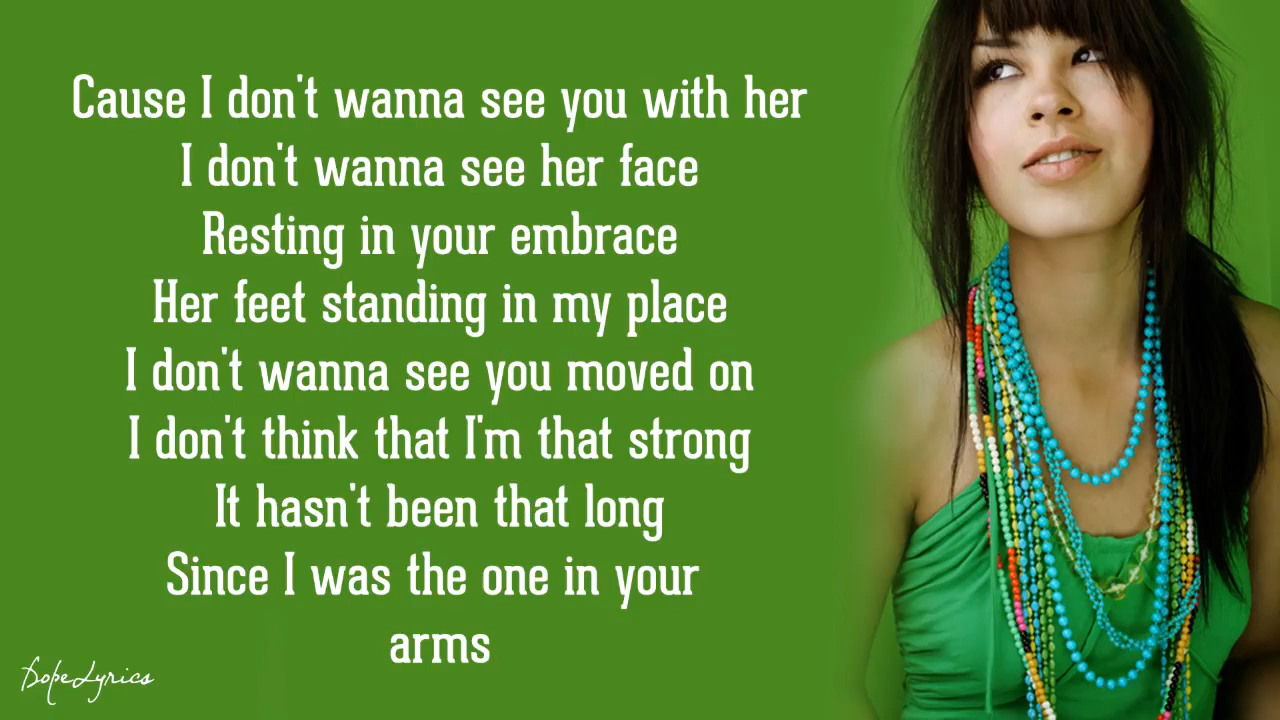 Cause I don't wanna see you with her
I don't wanna see her face
Resting in your embrace
Her feet standing in my place
I don't wanna see you moved on
I don't think that I'm that strong
It hasn't been that long
Since I was the one in your
arms
DopeLyrics